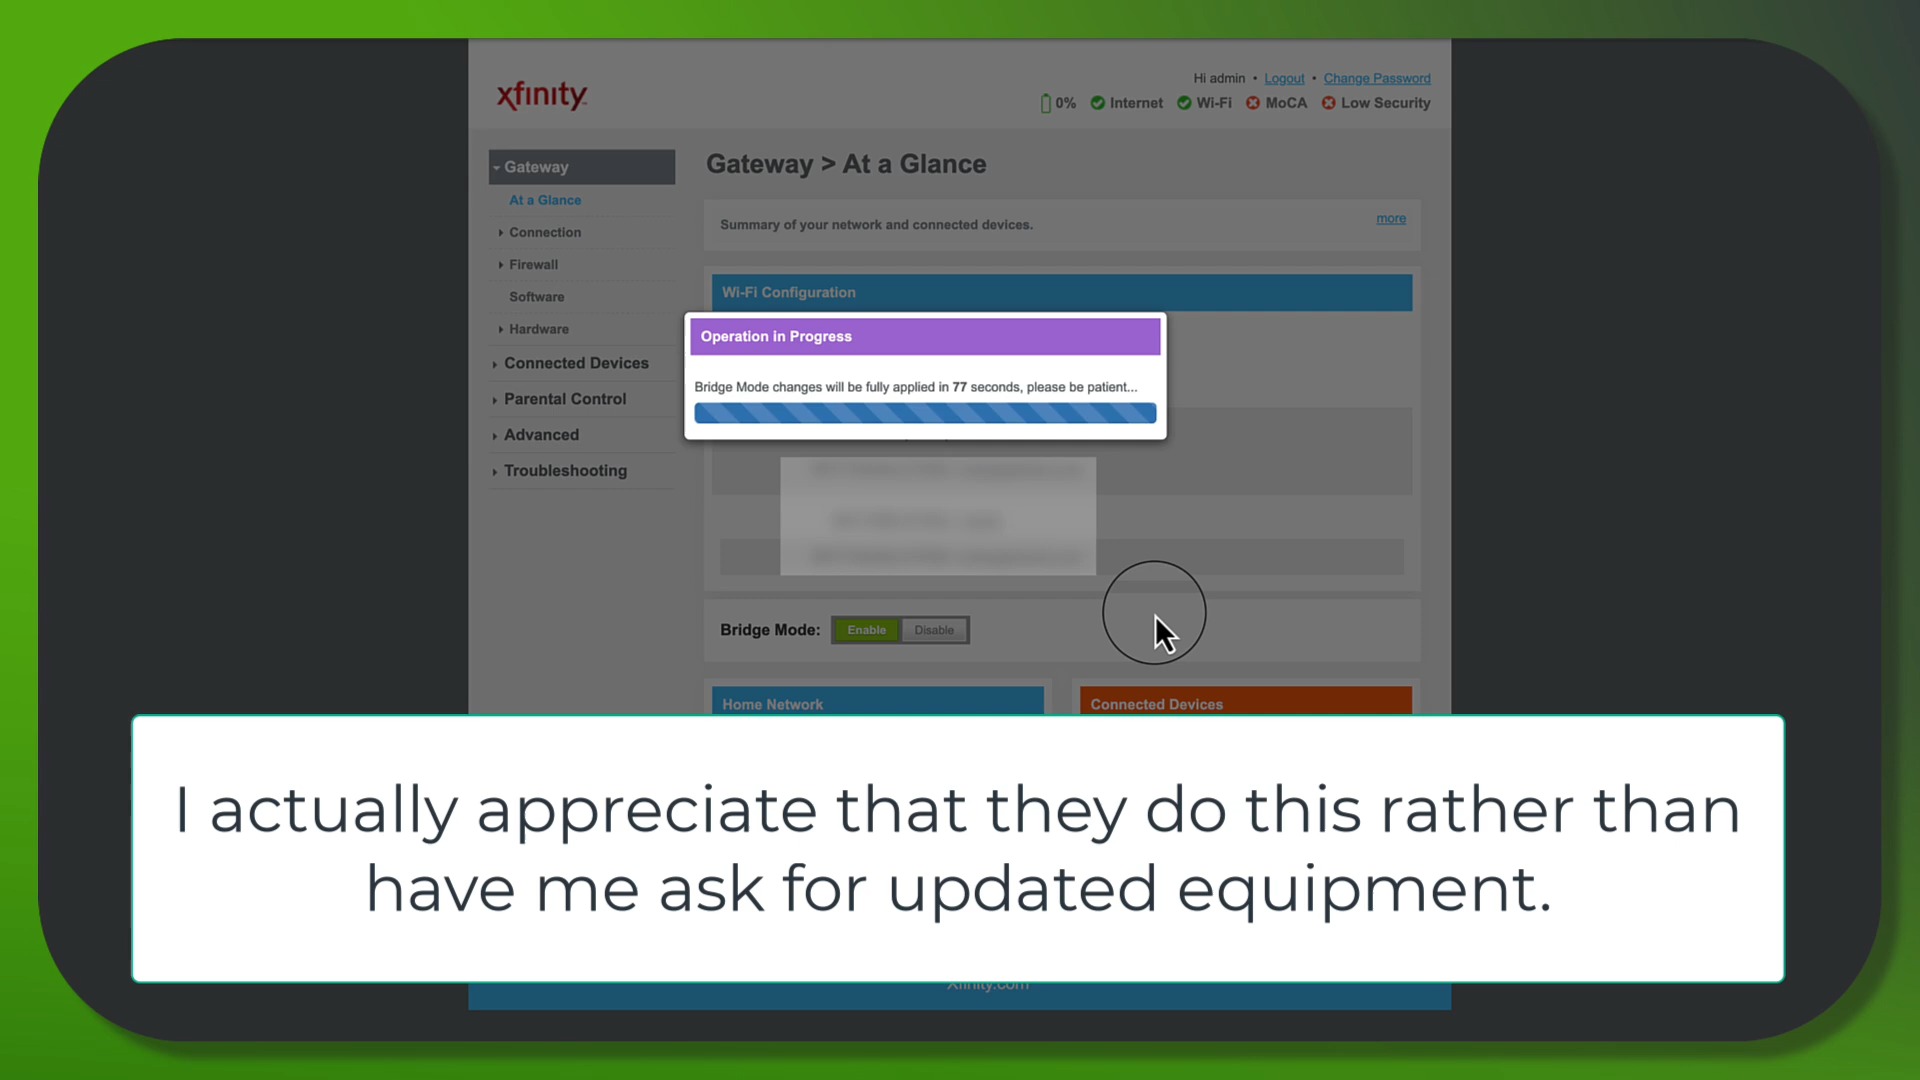 xfinity
Hi admin • Logout • Change Password
0% Internet Wi-Fi MoCA Low Security
Gateway
At a Glance
Connection
Firewall
Software
Hardware
Connected Devices
Parental Control
Advanced
Troubleshooting
Gateway > At a Glance
Summary of your network and connected devices.
more
Wi-Fi Configuration
Operation in Progress
Bridge Mode changes will be fully applied in 77 seconds, please be patient...
Bridge Mode: Enable Disable
Home Network
Connected Devices
I actually appreciate that they do this rather than
have me ask for updated equipment.
Xfinity.com